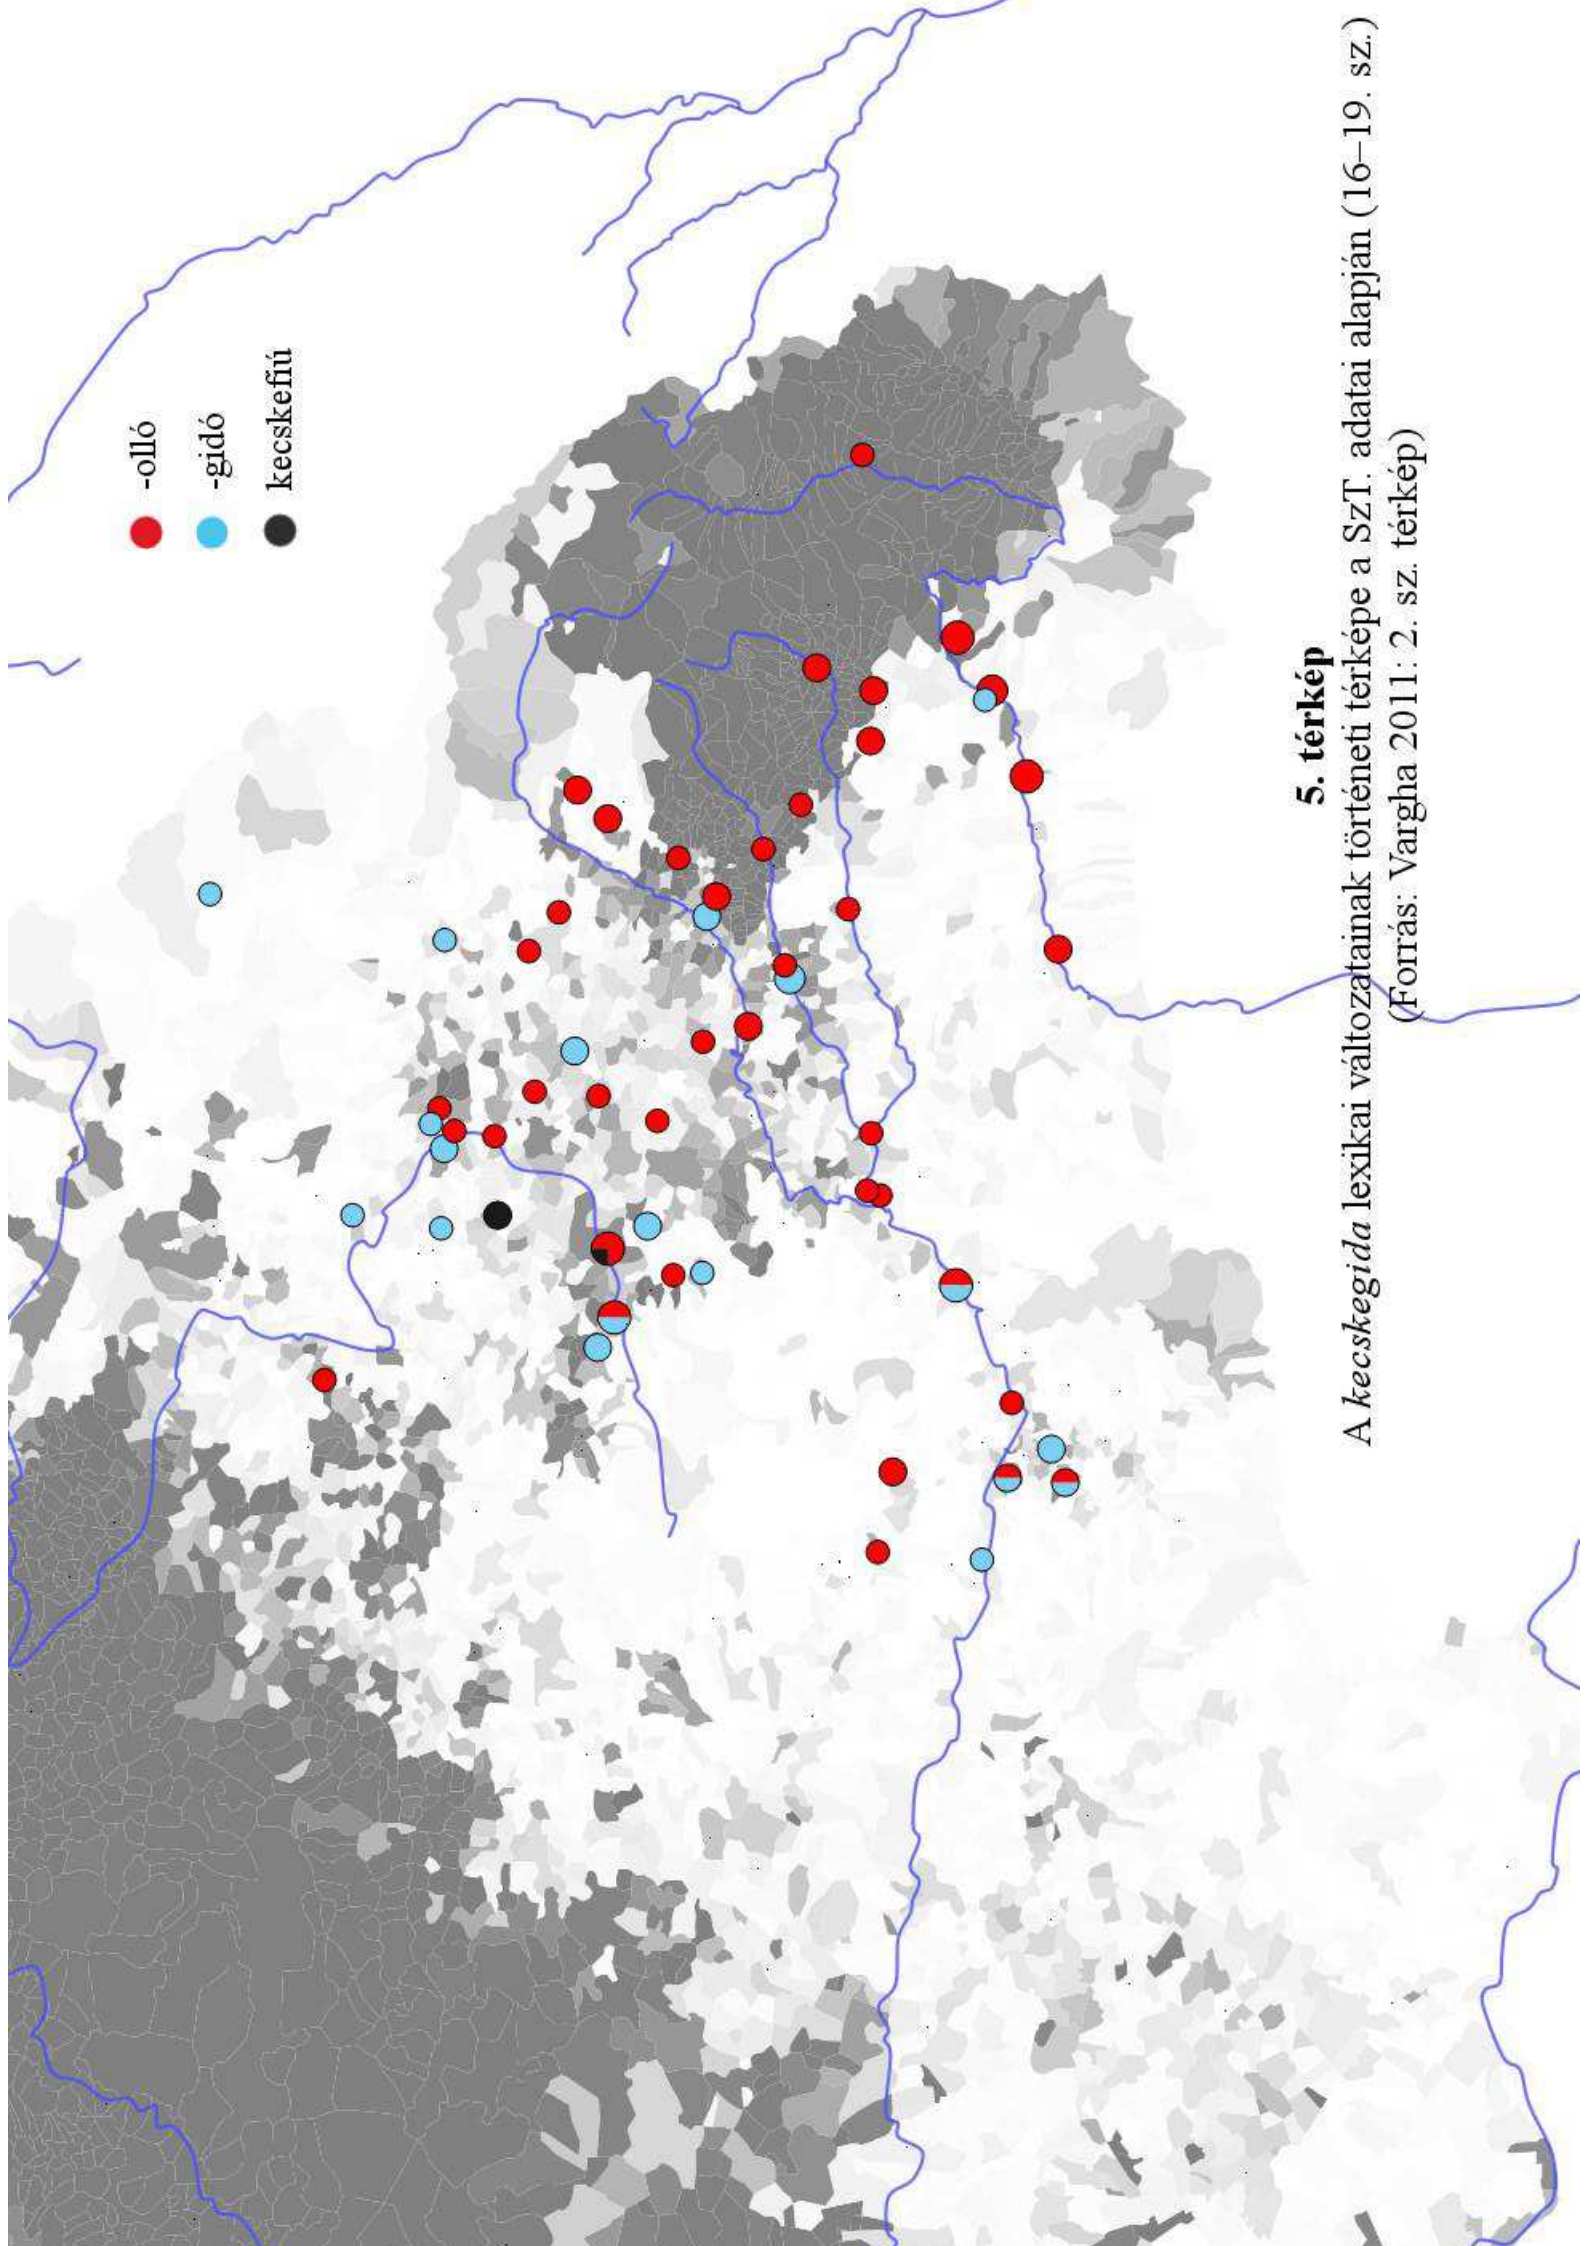 -olló
-gidó
kecskefiú
5. térkép
A kecskegida lexikai változatainak történeti térképe a SzT. adatai alapján (16–19. sz.)
(Forrás: Vargha 2011: 2. sz. térkép)